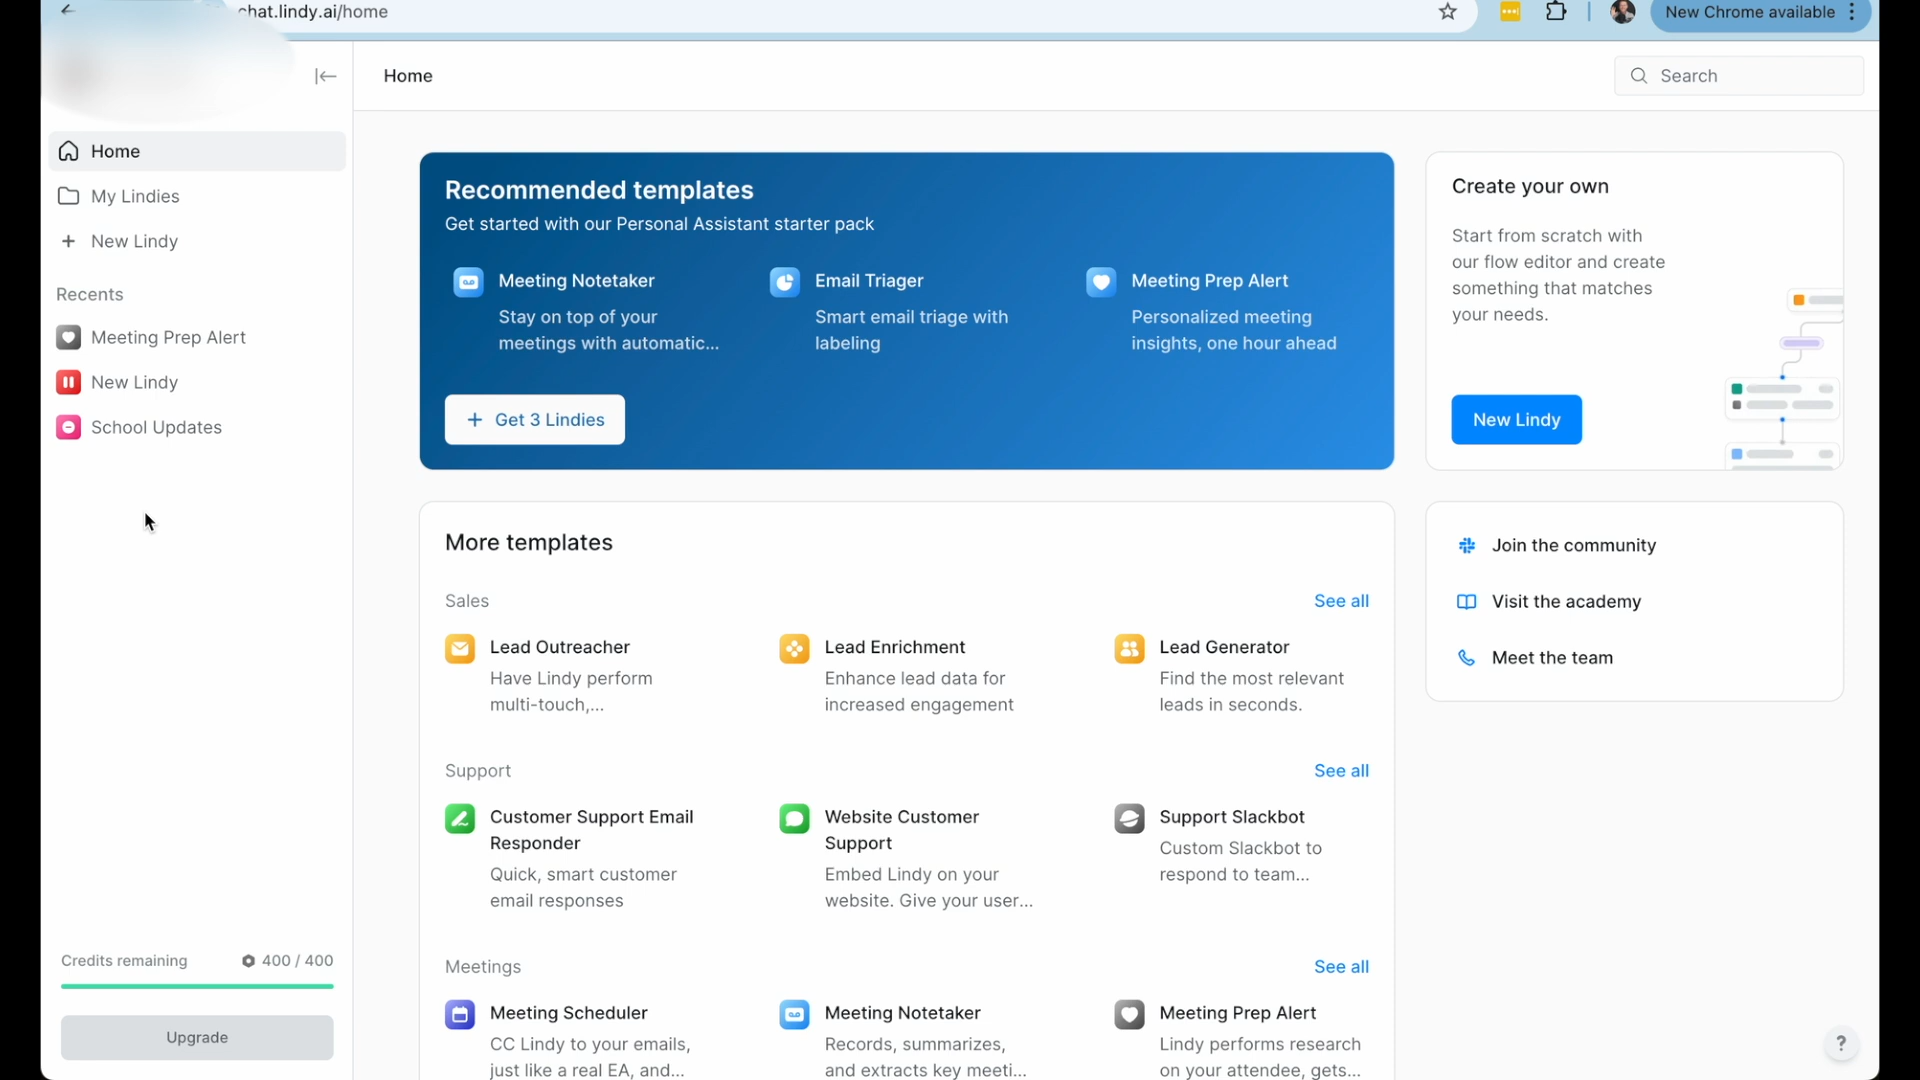 chat.lindy.ai/home
New Chrome available
Home
Search
Home
My Lindies
New Lindy
Recents
Meeting Prep Alert
New Lindy
School Updates
Credits remaining
400 / 400
Upgrade
Recommended templates
Get started with our Personal Assistant starter pack
Meeting Notetaker
Stay on top of your
meetings with automatic...
Email Triager
Smart email triage with
labeling
Meeting Prep Alert
Personalized meeting
insights, one hour ahead
+ Get 3 Lindies
Create your own
Start from scratch with
our flow editor and create
something that matches
your needs.
New Lindy
More templates
Sales
See all
Lead Outreacher
Have Lindy perform
multi-touch,...
Lead Enrichment
Enhance lead data for
increased engagement
Lead Generator
Find the most relevant
leads in seconds.
Support
See all
Customer Support Email
Responder
Quick, smart customer
email responses
Website Customer
Support
Embed Lindy on your
website. Give your user...
Support Slackbot
Custom Slackbot to
respond to team...
Meetings
See all
Meeting Scheduler
CC Lindy to your emails,
just like a real EA, and...
Meeting Notetaker
Records, summarizes,
and extracts key meeti...
Meeting Prep Alert
Lindy performs research
on your attendee, gets...
Join the community
Visit the academy
Meet the team
?